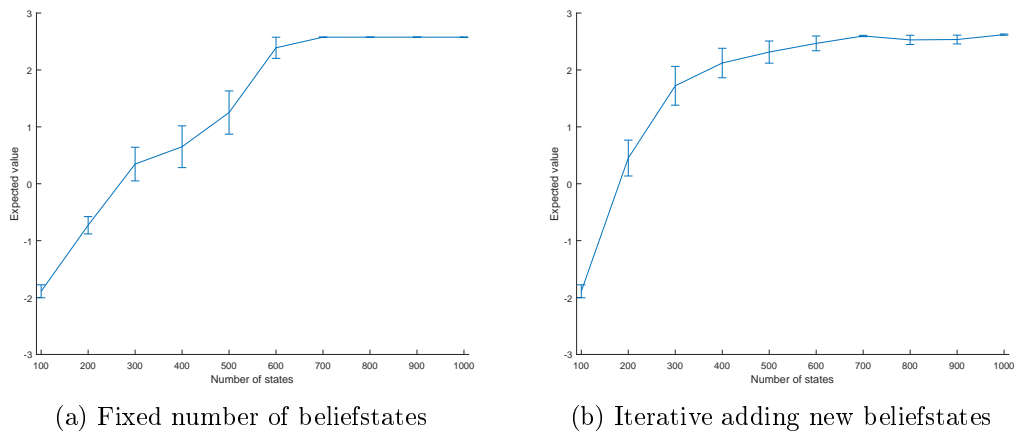 3
2
1
0
-1
-2
-3
Expected value
100 200 300 400 500 600 700 800 900 1000
Number of states
(a) Fixed number of beliefstates
3
2
1
0
-1
-2
-3
Expected value
100 200 300 400 500 600 700 800 900 1000
Number of states
(b) Iterative adding new beliefstates